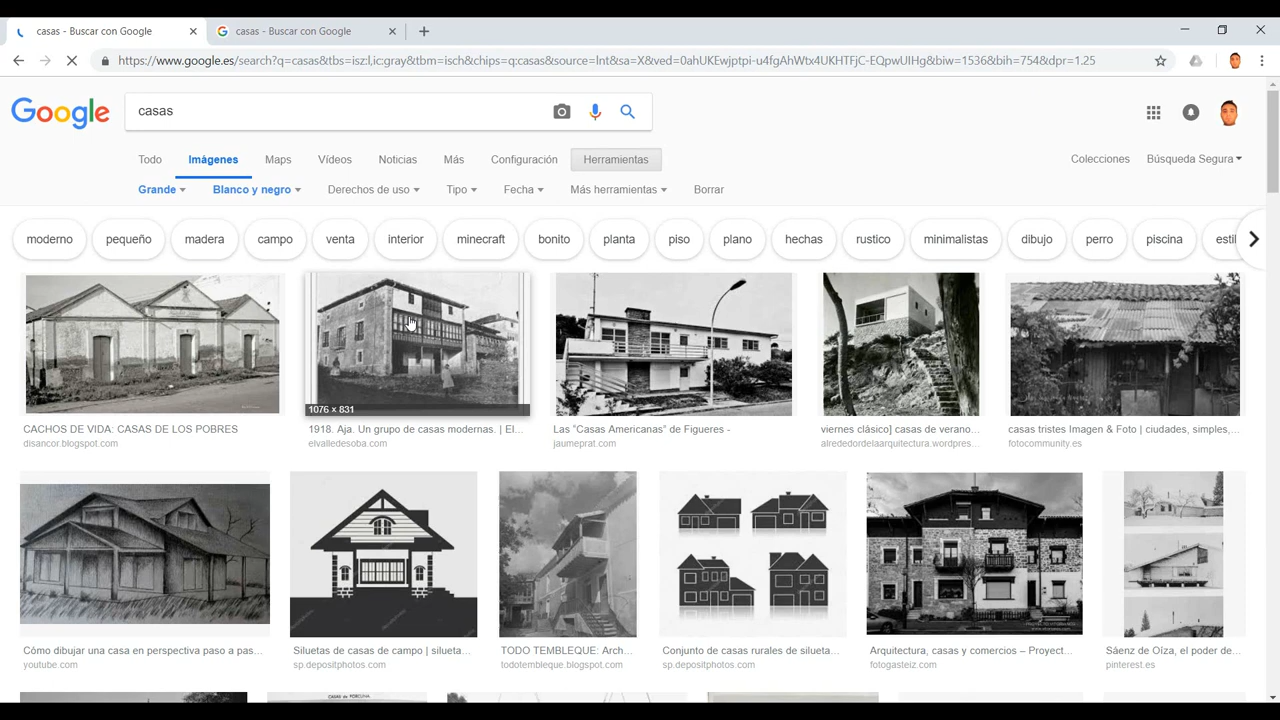 casas - Buscar con Google
casas - Buscar con Google
https://www.google.es/search?q=casas&tbs=isz:l,ic:gray&tbm=isch&chips=q:casas&source=lnt&sa=X&ved=0ahUKEwjptpi-u4fgAhWtx4UKHTFjC-EQpwUIHg&biw=1536&bih=754&dpr=1.25
Google
casas
Todo Imágenes Maps Vídeos Noticias Más Configuración Herramientas
Colecciones Búsqueda Segura
Grande Blanco y negro Derechos de uso Tipo Fecha Más herramientas Borrar
moderno pequeño madera campo venta interior minecraft bonito planta piso plano hechas rustico minimalistas dibujo perro piscina estil
1076 × 831
CACHOS DE VIDA: CASAS DE LOS POBRES
disancor.blogspot.com
1918. Aja. Un grupo de casas modernas. | El...
elvalledesoba.com
Las "Casas Americanas" de Figueres -
jaumeprat.com
viernes clásico] casas de verano...
alrededordelaarquitectura.wordpres...
casas tristes Imagen & Foto | ciudades, simples,...
fotocommunity.es
Cómo dibujar una casa en perspectiva paso a pas...
youtube.com
Siluetas de casas de campo | silueta...
sp.depositphotos.com
TODO TEMBLEQUE: Arch...
todotembleque.blogspot.com
Conjunto de casas rurales de silueta...
sp.depositphotos.com
Arquitectura, casas y comercios – Proyect...
fotogasteiz.com
Sáenz de OIza, el poder de...
pinterest.es